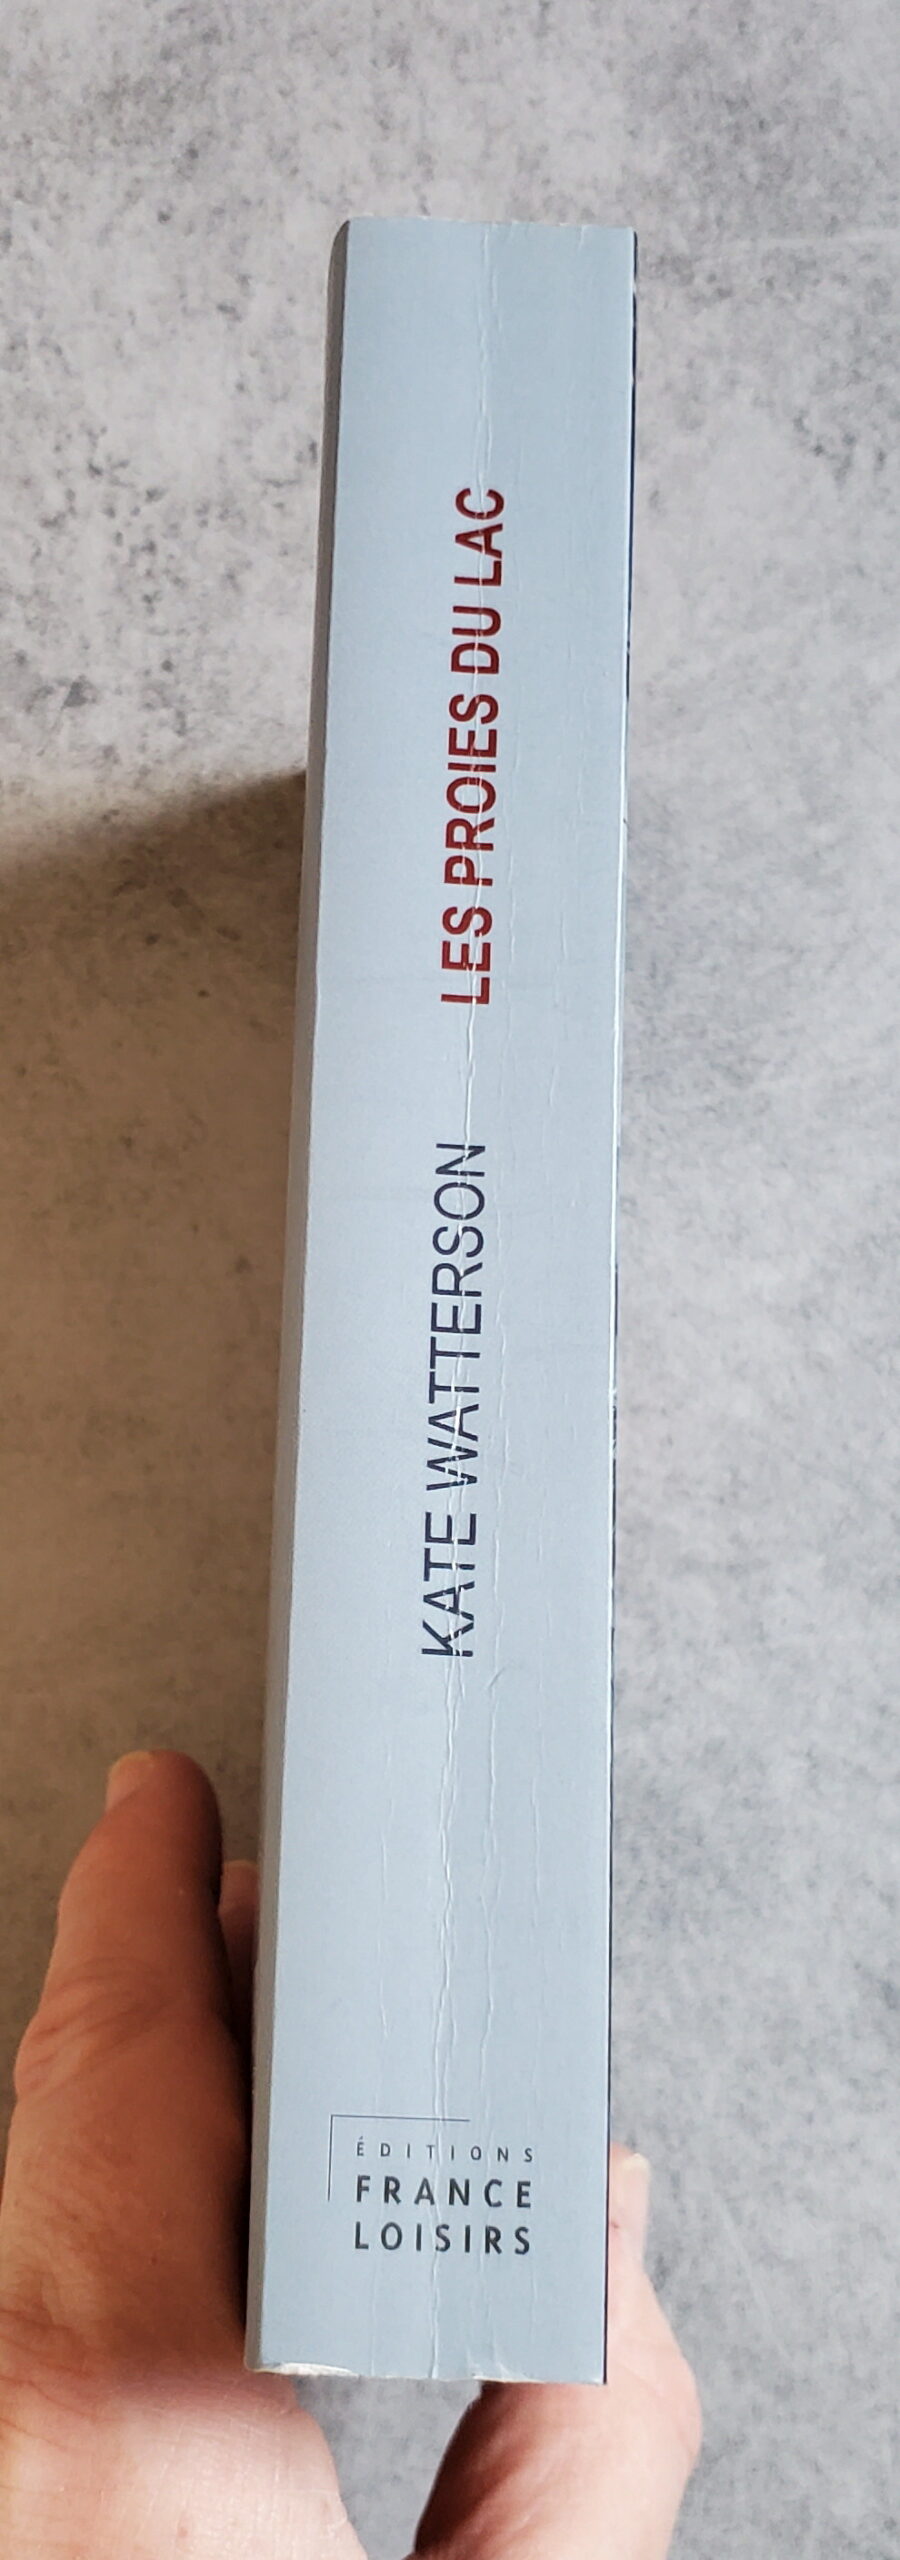 KATE WATTERSON
LES PROIES DU LAC
ÉDITIONS
FRANCE
LOISIRS